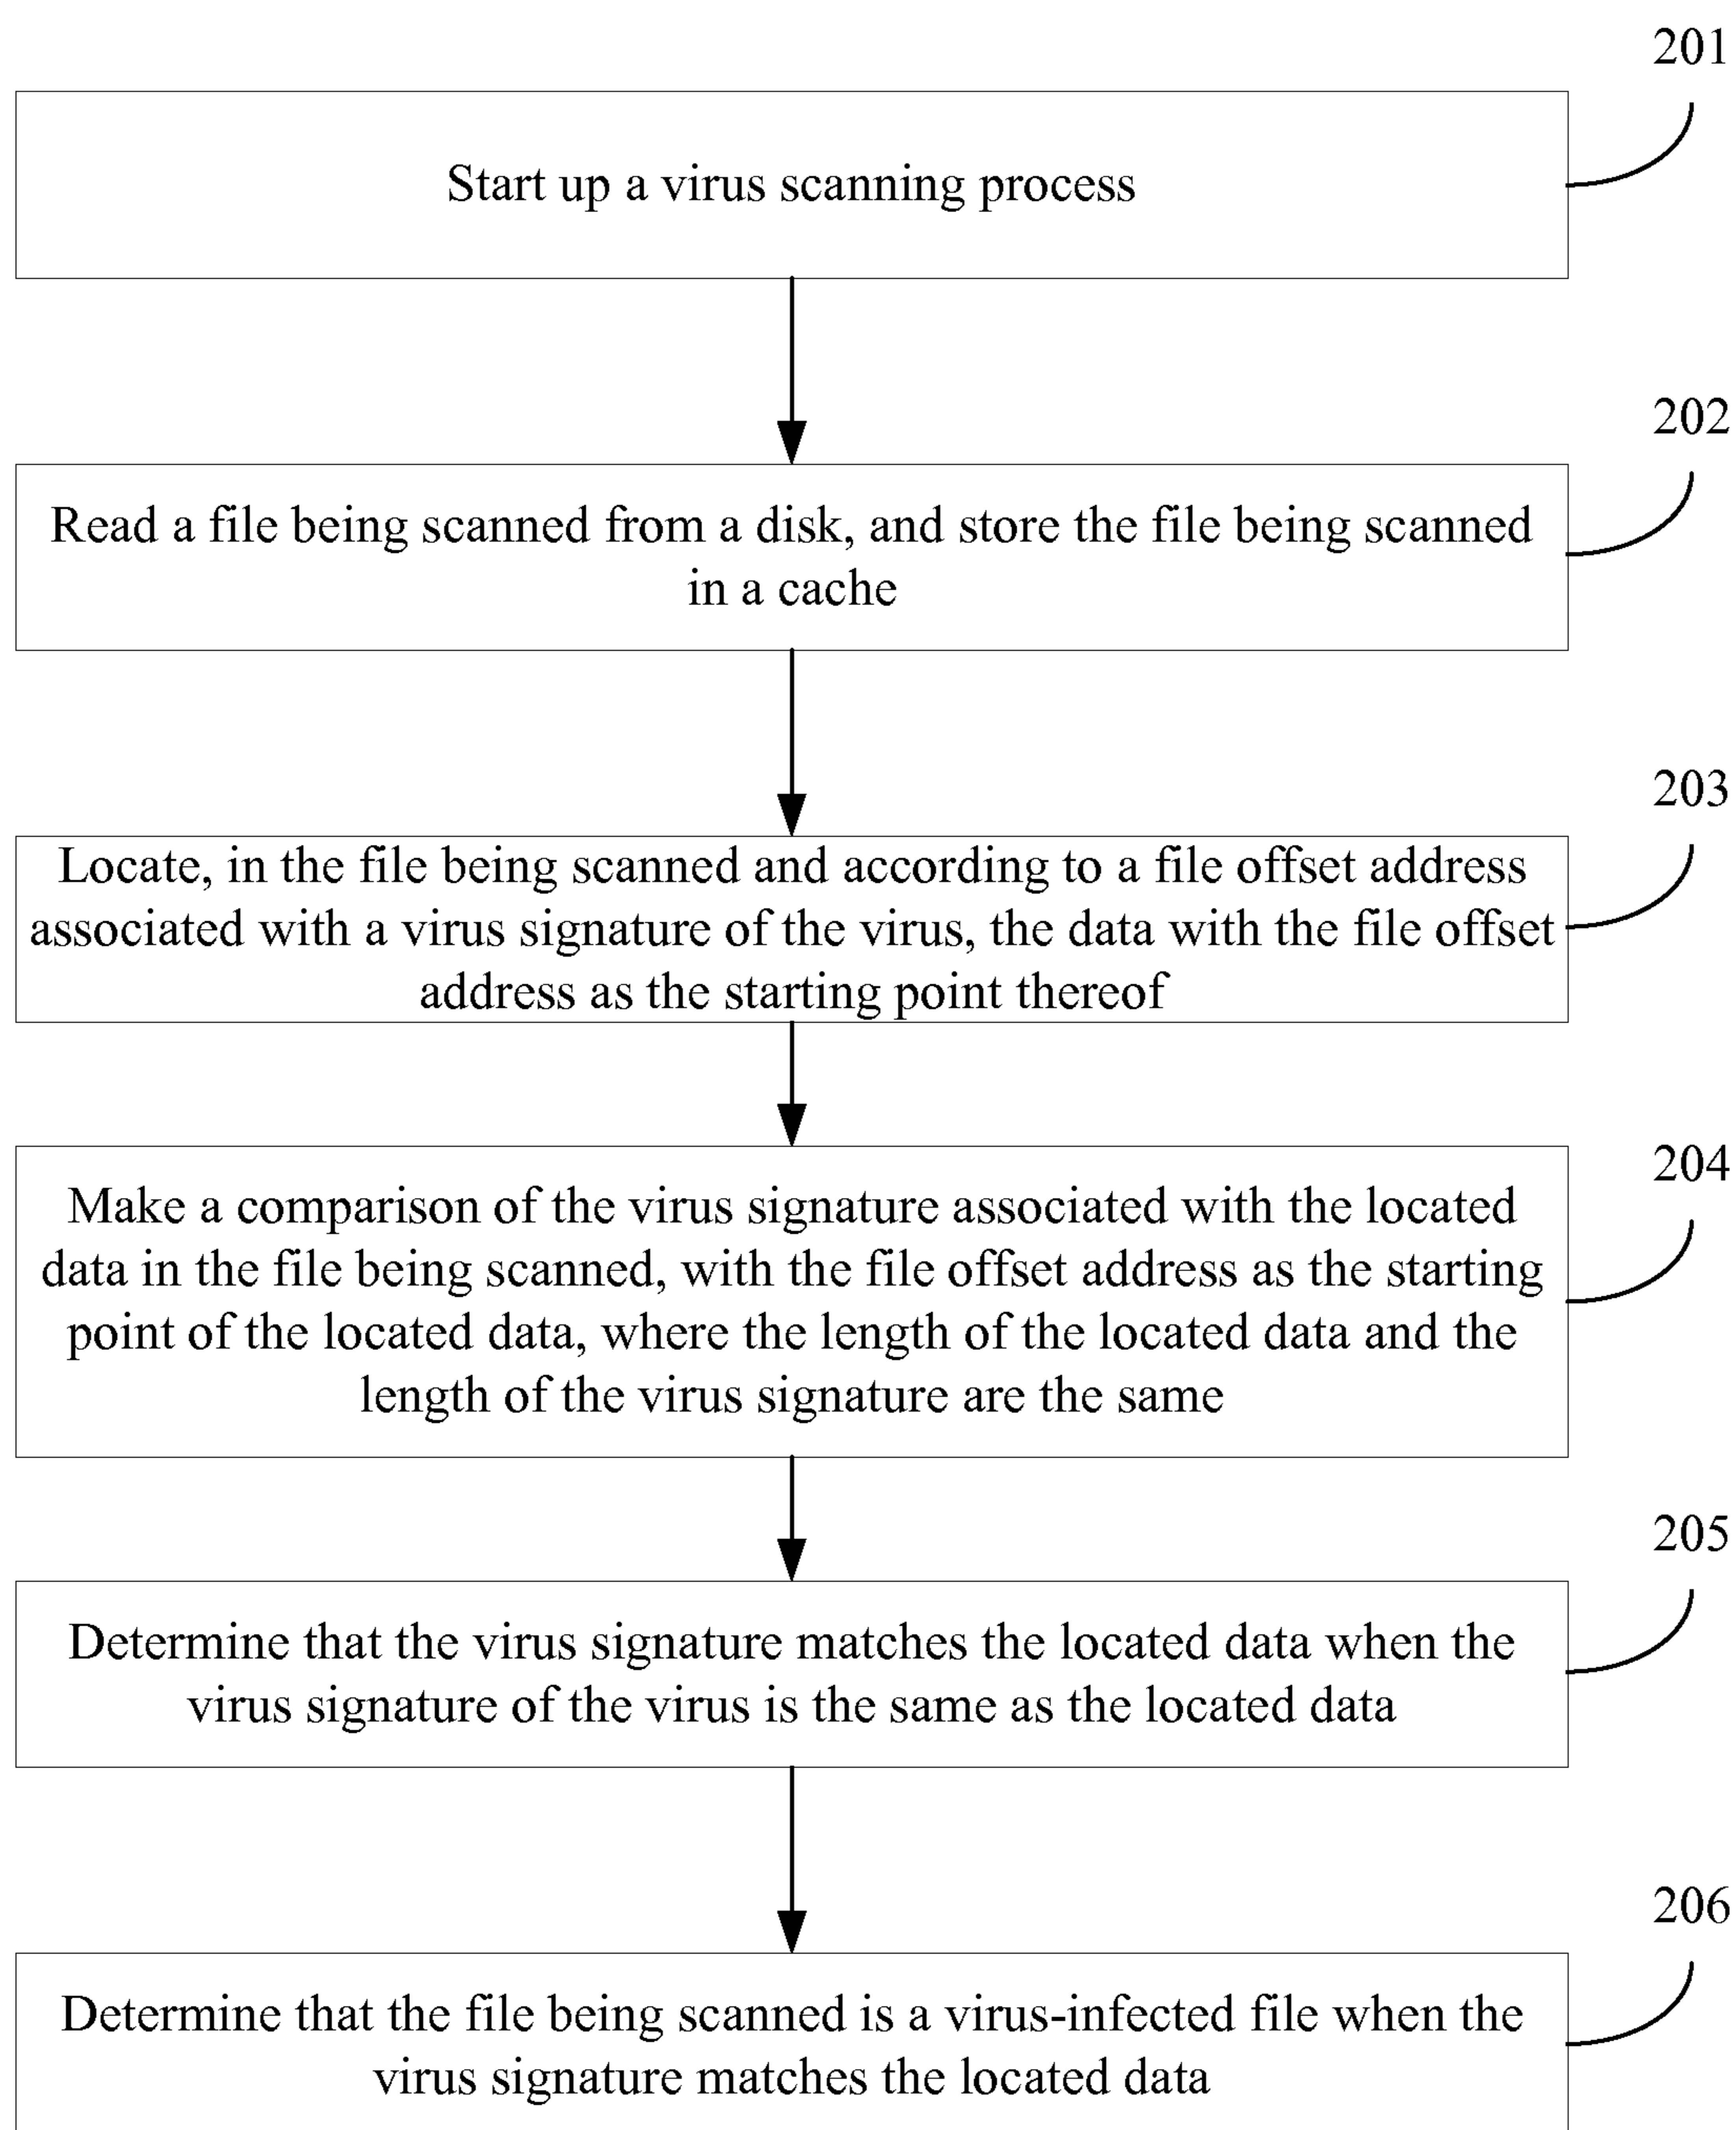 201
Start up a virus scanning process
202
Read a file being scanned from a disk, and store the file being scanned
in a cache
203
Locate, in the file being scanned and according to a file offset address
associated with a virus signature of the virus, the data with the file offset
address as the starting point thereof
204
Make a comparison of the virus signature associated with the located
data in the file being scanned, with the file offset address as the starting
point of the located data, where the length of the located data and the
length of the virus signature are the same
205
Determine that the virus signature matches the located data when the
virus signature of the virus is the same as the located data
206
Determine that the file being scanned is a virus-infected file when the
virus signature matches the located data